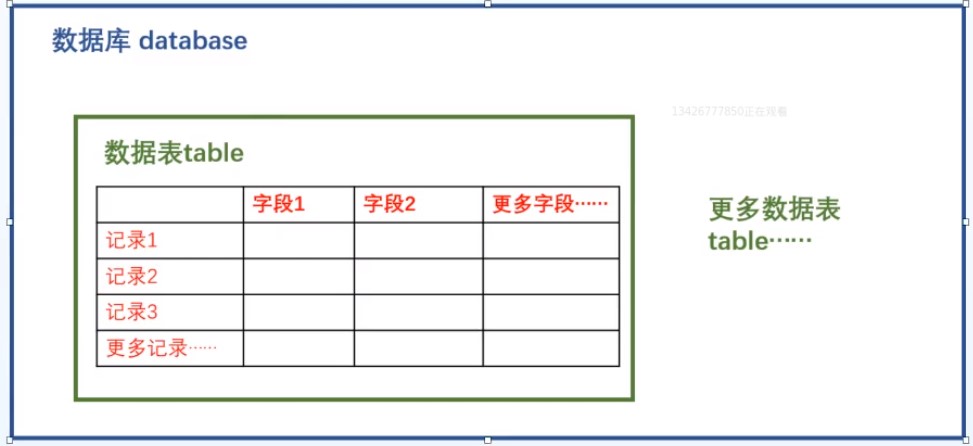 数据库 database
13426777850正在观看
数据表table
字段1 字段2 更多字段……
记录1
记录2
记录3
更多记录……
更多数据表
table……